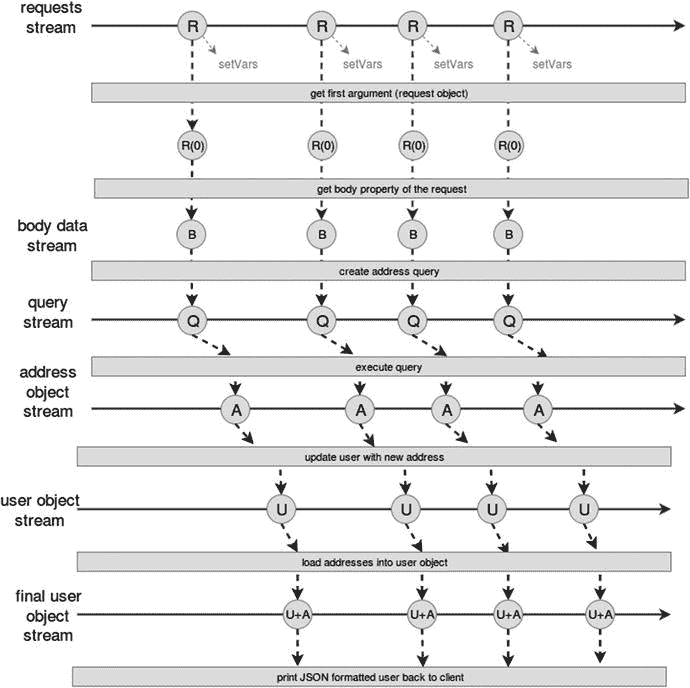 requests
stream
R R R R
setVars setVars setVars setVars
get first argument (request object)
R(0) R(0) R(0) R(0)
get body property of the request
body data
stream
B B B B
create address query
query
stream
Q Q Q Q
execute query
address
object
stream
A A A A
update user with new address
user object
stream
U U U U
load addresses into user object
final user
object
stream
U+A U+A U+A U+A
print JSON formatted user back to client